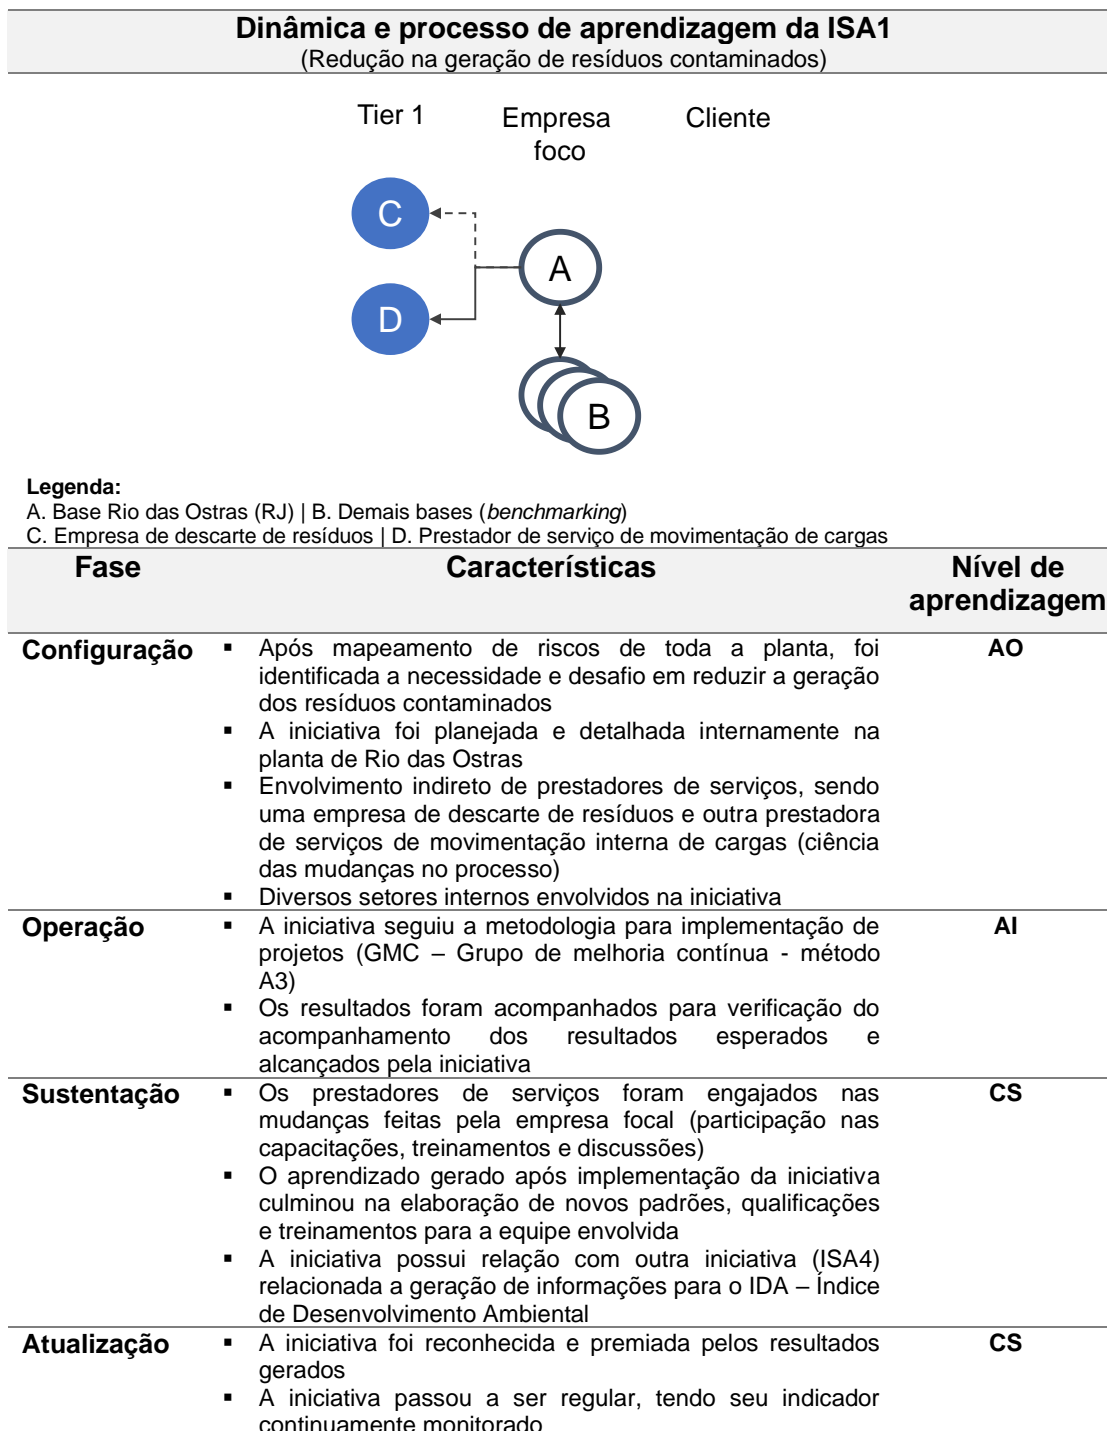 Dinâmica e processo de aprendizagem da ISA1
(Redução na geração de resíduos contaminados)
Tier 1
Empresa
foco
Cliente
C
A
D
B
Legenda:
A. Base Rio das Ostras (RJ) | B. Demais bases (benchmarking)
C. Empresa de descarte de resíduos | D. Prestador de serviço de movimentação de cargas
Fase
Características
Nível de
aprendizagem
Configuração
▪ Após mapeamento de riscos de toda a planta, foi
identificada a necessidade e desafio em reduzir a geração
dos resíduos contaminados
▪ A iniciativa foi planejada e detalhada internamente na
planta de Rio das Ostras
▪ Envolvimento indireto de prestadores de serviços, sendo
uma empresa de descarte de resíduos e outra prestadora
de serviços de movimentação interna de cargas (ciência
das mudanças no processo)
▪ Diversos setores internos envolvidos na iniciativa
AO
Operação
▪ A iniciativa seguiu a metodologia para implementação de
projetos (GMC – Grupo de melhoria contínua - método
A3)
▪ Os resultados foram acompanhados para verificação do
acompanhamento dos resultados esperados e
alcançados pela iniciativa
AI
Sustentação
▪ Os prestadores de serviços foram engajados nas
mudanças feitas pela empresa focal (participação nas
capacitações, treinamentos e discussões)
▪ O aprendizado gerado após implementação da iniciativa
culminou na elaboração de novos padrões, qualificações
e treinamentos para a equipe envolvida
▪ A iniciativa possui relação com outra iniciativa (ISA4)
relacionada a geração de informações para o IDA – Índice
de Desenvolvimento Ambiental
CS
Atualização
▪ A iniciativa foi reconhecida e premiada pelos resultados
gerados
▪ A iniciativa passou a ser regular, tendo seu indicador
continuamente monitorado
CS